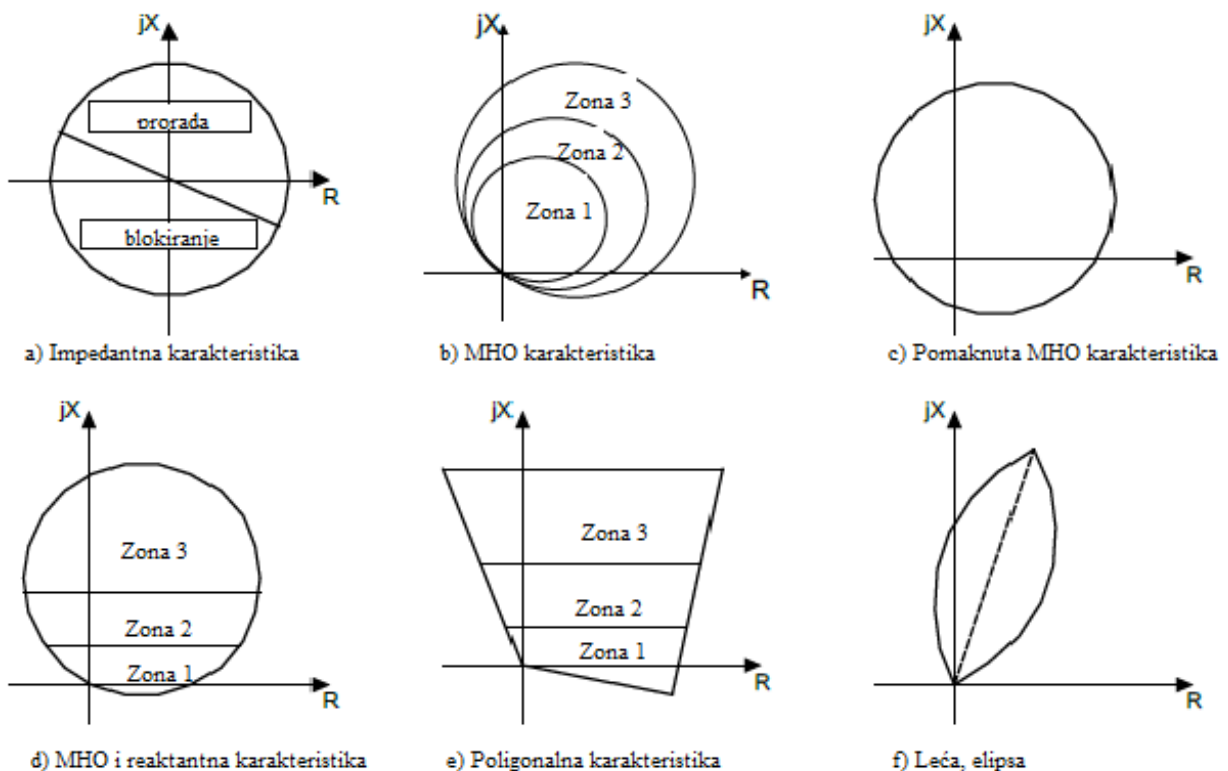 jX
prorada
R
blokiranje
a) Impedantna karakteristika
jX
Zona 3
Zona 2
Zona 1
R
b) MHO karakteristika
jX
R
c) Pomaknuta MHO karakteristika
jX
Zona 3
Zona 2
Zona 1
R
d) MHO i reaktantna karakteristika
jX
Zona 3
Zona 2
Zona 1
R
e) Poligonalna karakteristika
jX
R
f) Leća, elipsa